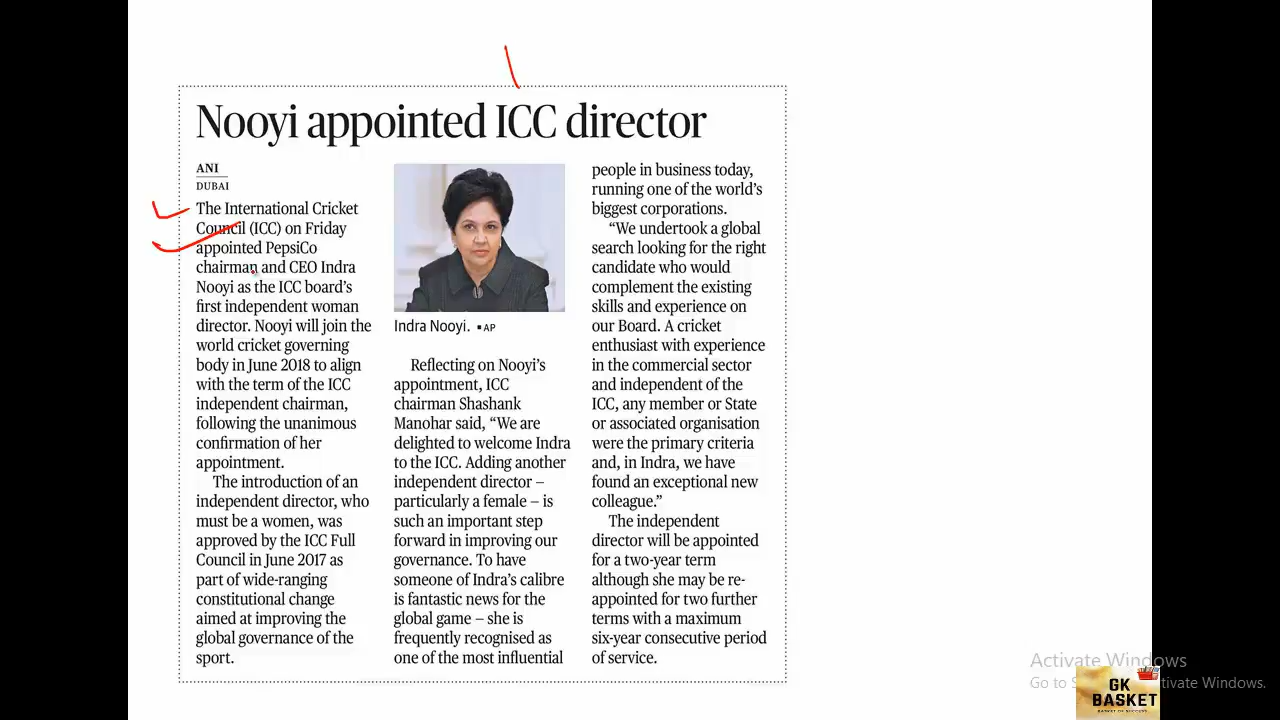 Nooyi appointed ICC director
ANI
DUBAI
The International Cricket
Council (ICC) on Friday
appointed PepsiCo
chairman and CEO Indra
Nooyi as the ICC board's
first independent woman
director. Nooyi will join the
world cricket governing
body in June 2018 to align
with the term of the ICC
independent chairman,
following the unanimous
confirmation of her
appointment.
The introduction of an
independent director, who
must be a women, was
approved by the ICC Full
Council in June 2017 as
part of wide-ranging
constitutional change
aimed at improving the
global governance of the
sport.
Indra Nooyi. ▪ AP
Reflecting on Nooyi's
appointment, ICC
chairman Shashank
Manohar said, “We are
delighted to welcome Indra
to the ICC. Adding another
independent director –
particularly a female – is
such an important step
forward in improving our
governance. To have
someone of Indra's calibre
is fantastic news for the
global game – she is
frequently recognised as
one of the most influential
people in business today,
running one of the world's
biggest corporations.
“We undertook a global
search looking for the right
candidate who would
complement the existing
skills and experience on
our Board. A cricket
enthusiast with experience
in the commercial sector
and independent of the
ICC, any member or State
or associated organisation
were the primary criteria
and, in Indra, we have
found an exceptional new
colleague.”
The independent
director will be appointed
for a two-year term
although she may be re-
appointed for two further
terms with a maximum
six-year consecutive period
of service.
Activate Windows
Go to tivate Windows.
GK
BASKET